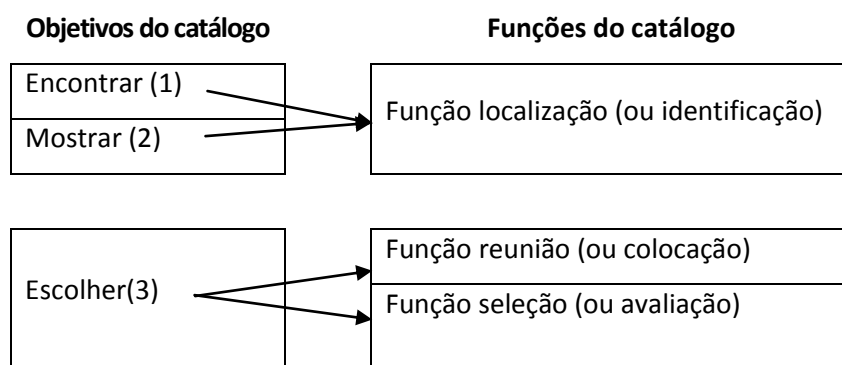 Objetivos do catálogo
Funções do catálogo
Encontrar (1)
Mostrar (2)
Função localização (ou identificação)
Escolher(3)
Função reunião (ou colocação)
Função seleção (ou avaliação)